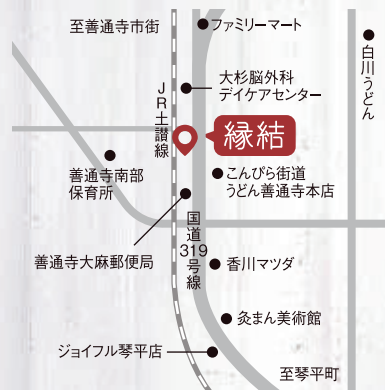 至善通寺市街
ファミリーマート
白川うどん
大杉脳外科
デイケアセンター
JR土讃線
縁結
善通寺南部
保育所
こんぴら街道
うどん善通寺本店
国道319号線
善通寺大麻郵便局
香川マツダ
灸まん美術館
ジョイフル琴平店
至琴平町